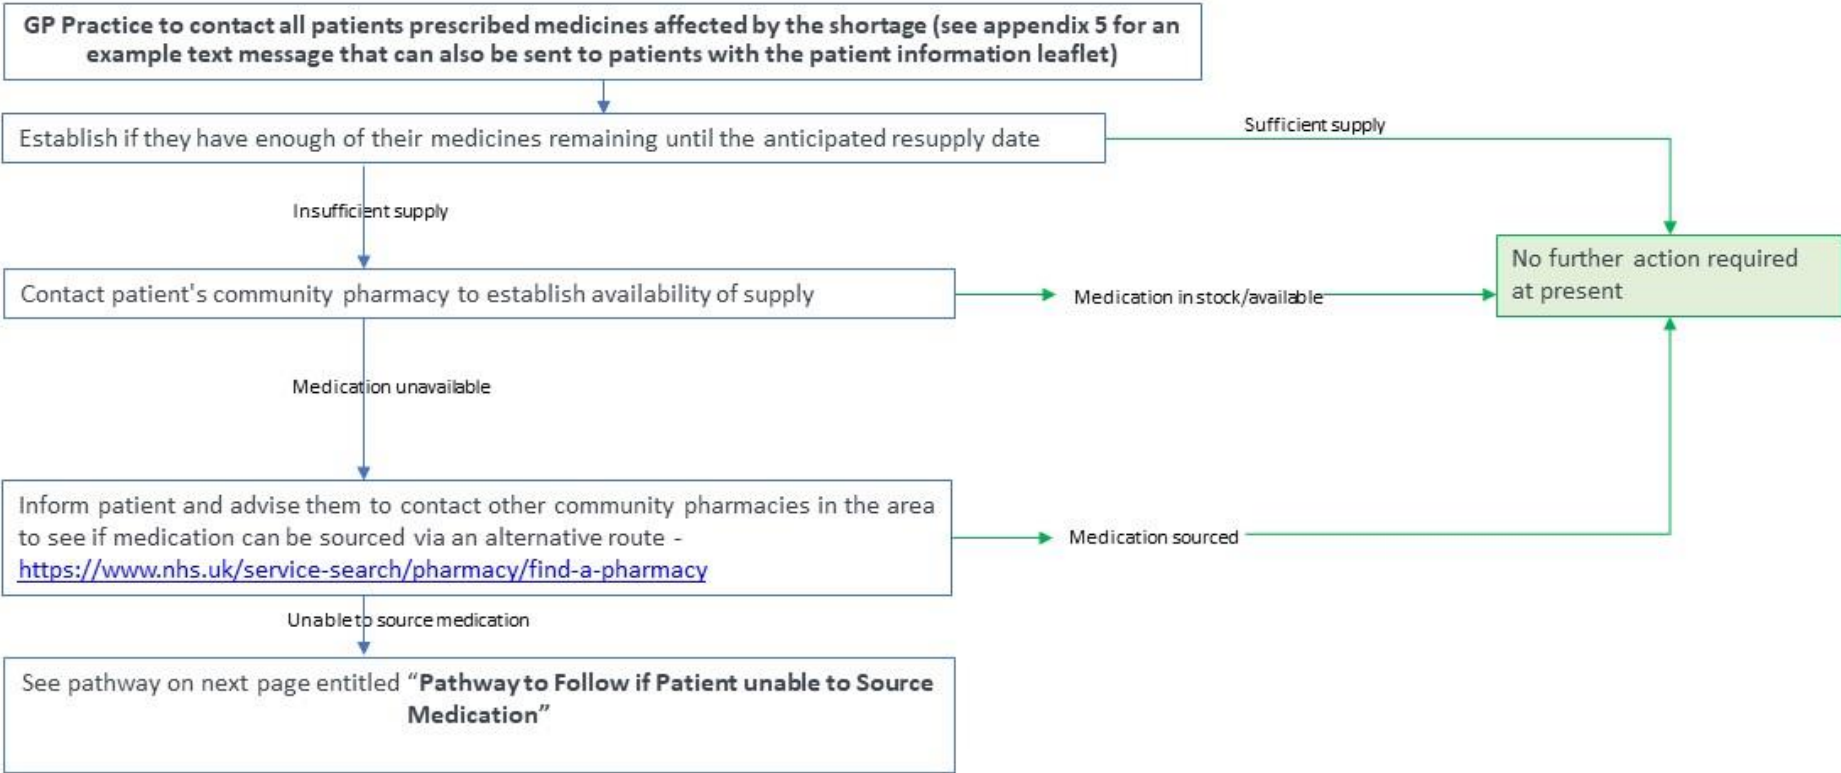 GP Practice to contact all patients prescribed medicines affected by the shortage (see appendix 5 for an
example text message that can also be sent to patients with the patient information leaflet)
Establish if they have enough of their medicines remaining until the anticipated resupply date
Sufficient supply
Insufficient supply
No further action required
at present
Contact patient's community pharmacy to establish availability of supply
Medication in stock/available
Medication unavailable
Inform patient and advise them to contact other community pharmacies in the area
to see if medication can be sourced via an alternative route -
https://www.nhs.uk/service-search/pharmacy/find-a-pharmacy
Medication sourced
Unable to source medication
See pathway on next page entitled “Pathway to Follow if Patient unable to Source
Medication”